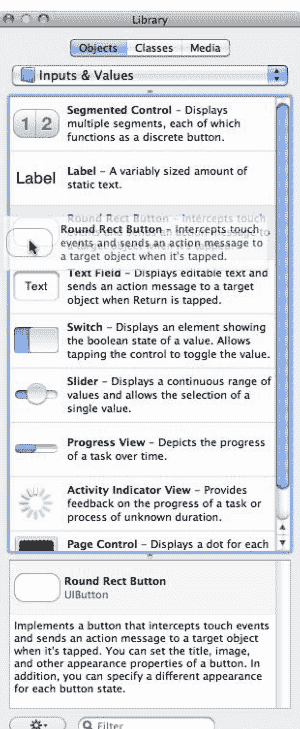 Library
Objects Classes Media
Inputs & Values
1 2
Segmented Control – Displays
multiple segments, each of which
functions as a discrete button.
Label
Label – A variably sized amount of
static text.
Round Rect Button – Intercepts touch
Round Rect Button – Intercepts touch
events and sends an action message to
a target object when it's tapped.
Text
Text Field – Displays editable text and
sends an action message to a target
object when Return is tapped.
Switch – Displays an element showing
the boolean state of a value. Allows
tapping the control to toggle the value.
Slider – Displays a continuous range of
values and allows the selection of a
single value.
Progress View – Depicts the progress
of a task over time.
Activity Indicator View – Provides
feedback on the progress of a task or
process of unknown duration.
Page Control – Displays a dot for each
Round Rect Button
UIButton
Implements a button that intercepts touch events
and sends an action message to a target object
when it's tapped. You can set the title, image,
and other appearance properties of a button. In
addition, you can specify a different appearance
for each button state.
Filter